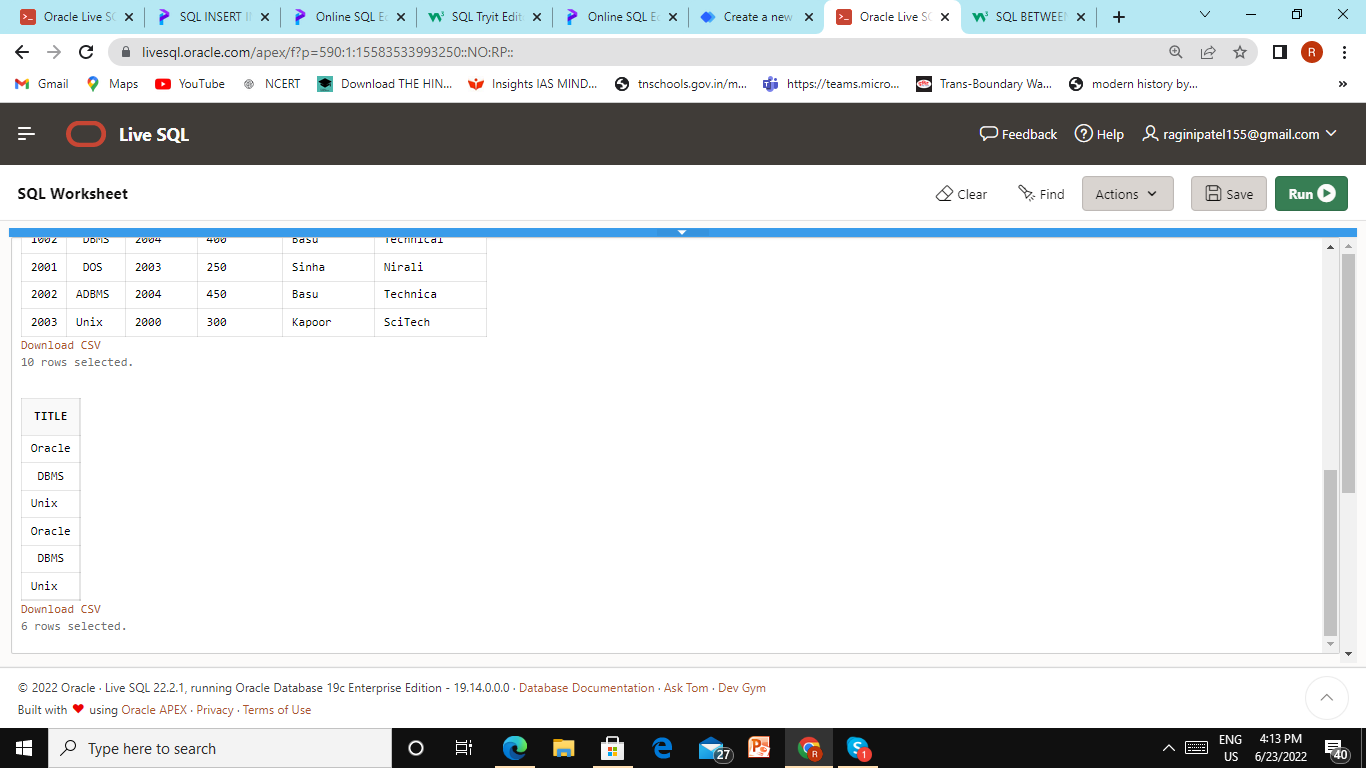 Oracle Live SC
SQL INSERT I
Online SQL Ec
SQL Tryit Edit
Online SQL Ec
Create a new
Oracle Live SC
SQL BETWEEN
livesql.oracle.com/apex/f?p=590:1:15583533993250::NO:RP::
R
Gmail
Maps
YouTube
NCERT
Download THE HIN...
Insights IAS MIND...
tnschools.gov.in/m...
https://teams.micro...
Trans-Boundary Wa...
modern history by...
»
Live SQL
Feedback
Help
raginipatel155@gmail.com
SQL Worksheet
Clear
Find
Actions
Save
Run
1002 DBMS 2004 400 Basu Technical
2001 DOS 2003 250 Sinha Nirali
2002 ADBMS 2004 450 Basu Technica
2003 Unix 2000 300 Kapoor SciTech
Download CSV
10 rows selected.
TITLE
Oracle
DBMS
Unix
Oracle
DBMS
Unix
Download CSV
6 rows selected.
© 2022 Oracle · Live SQL 22.2.1, running Oracle Database 19c Enterprise Edition - 19.14.0.0.0 · Database Documentation · Ask Tom · Dev Gym
Built with ❤ using Oracle APEX · Privacy · Terms of Use
Type here to search
27
R
1
ENG
US
4:13 PM
6/23/2022
40